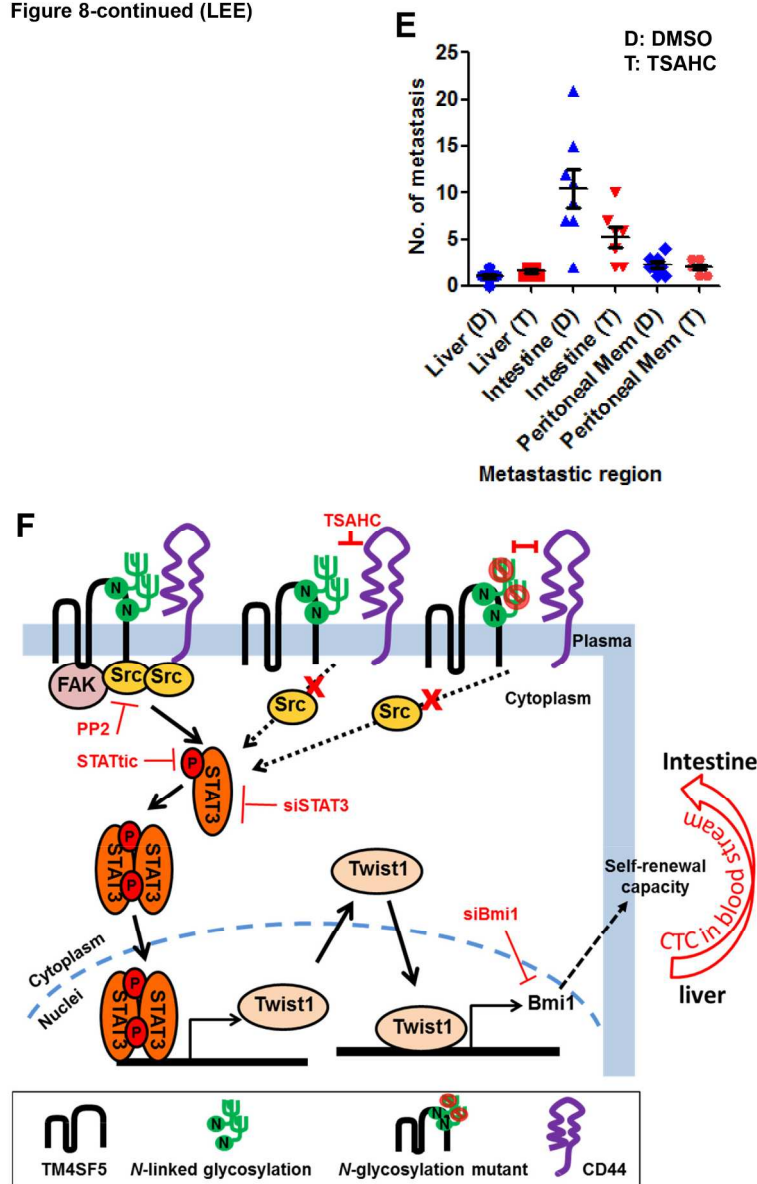 Figure 8-continued (LEE)
E
D: DMSO
T: TSAHC
No. of metastasis
25
20
15
10
5
0
Liver (D)
Liver (T)
Intestine (D)
Intestine (T)
Peritoneal Mem (D)
Peritoneal Mem (T)
Metastastic region
F
TSAHC
N
N
N
N
N
N
Plasma
FAK
Src
Src
Src
Src
Cytoplasm
PP2
STATtic
P
STAT3
siSTAT3
Intestine
CTC in blood stream
liver
STAT3
P
P
STAT3
Twist1
Self-renewal
capacity
siBmi1
Cytoplasm
Nuclei
STAT3
P
P
STAT3
Twist1
Twist1
Bmi1
N
N
N
N
TM4SF5
N-linked glycosylation
N-glycosylation mutant
CD44